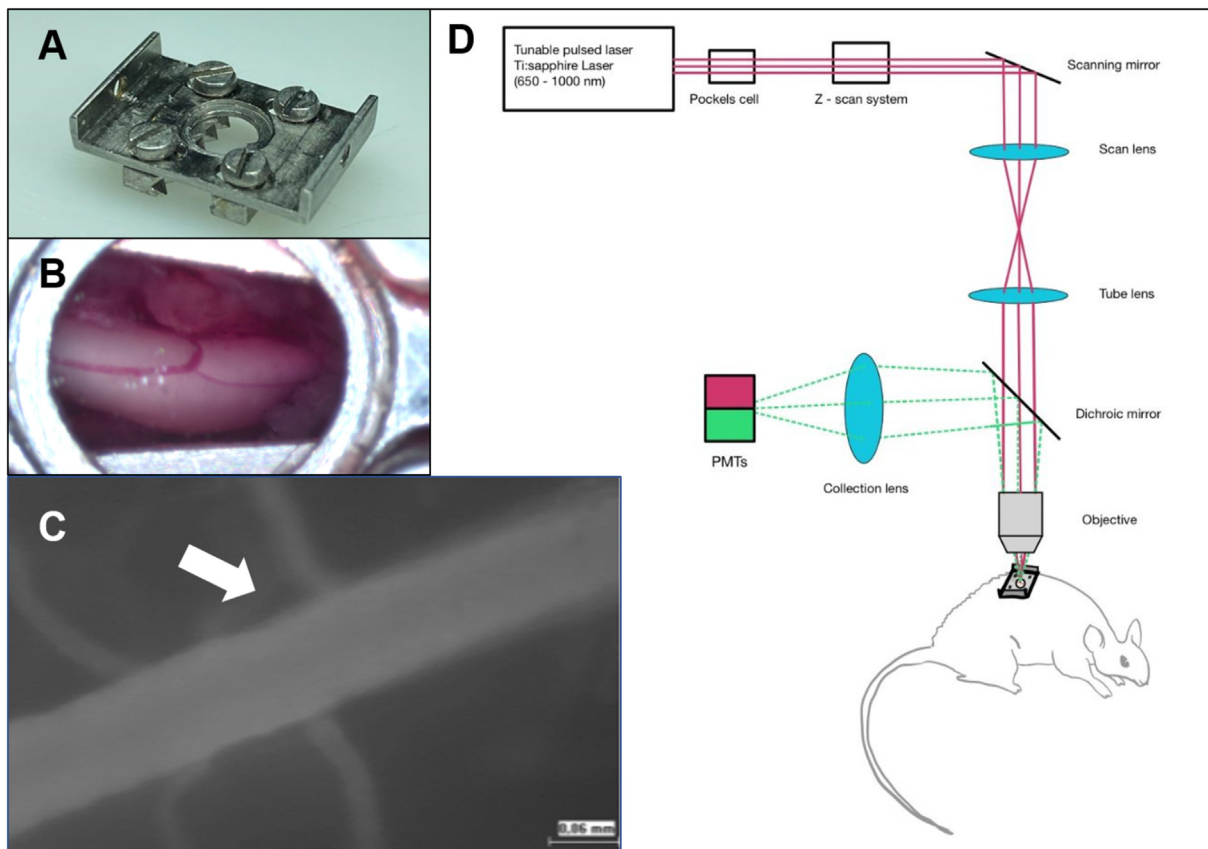 A
B
C
0,06 mm
D
Tunable pulsed laser
Ti:sapphire Laser
(650 - 1000 nm)
Pockels cell
Z - scan system
Scanning mirror
Scan lens
Tube lens
Dichroic mirror
PMTs
Collection lens
Objective